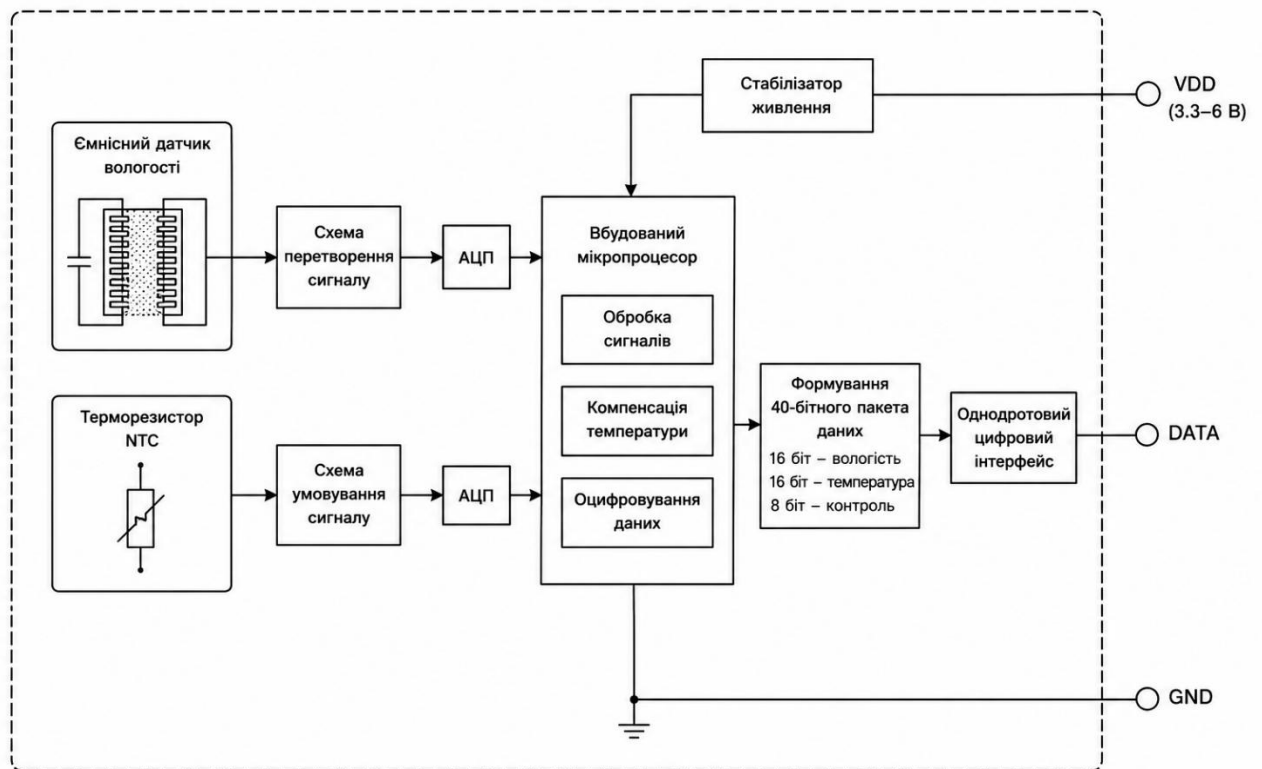 Стабілізатор
живлення
VDD
(3.3–6 В)
Ємнісний датчик
вологості
Схема
перетворення
сигналу
АЦП
Вбудований
мікропроцесор
Обробка
сигналів
Компенсація
температури
Оцифровування
даних
Терморезистор
NTC
Схема
умовування
сигналу
АЦП
Формування
40-бітного пакета
даних
16 біт – вологість
16 біт – температура
8 біт – контроль
Однодротовий
цифровий
інтерфейс
DATA
GND